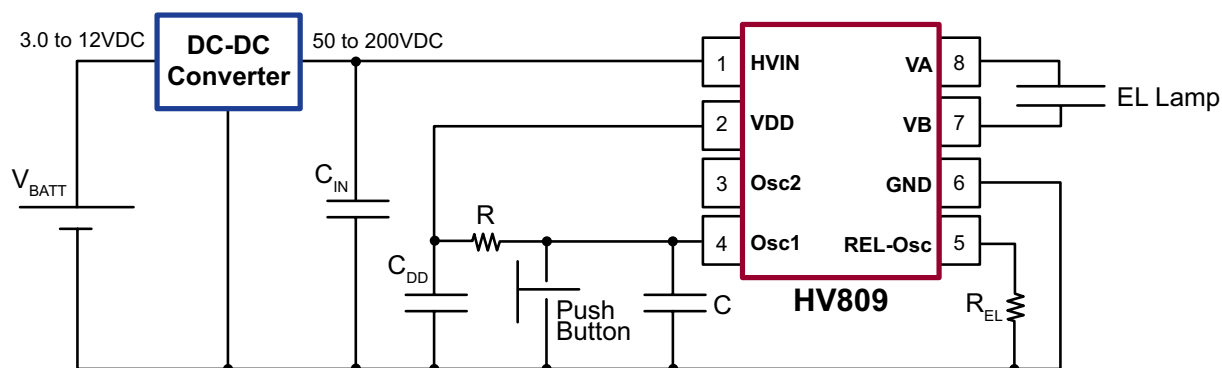 3.0 to 12VDC
DC-DC
Converter
50 to 200VDC
1 HVIN
VA 8
2 VDD
VB 7
3 Osc2
GND 6
4 Osc1
REL-Osc 5
EL Lamp
VBATT
CIN
R
CDD
Push
Button
C
HV809
REL